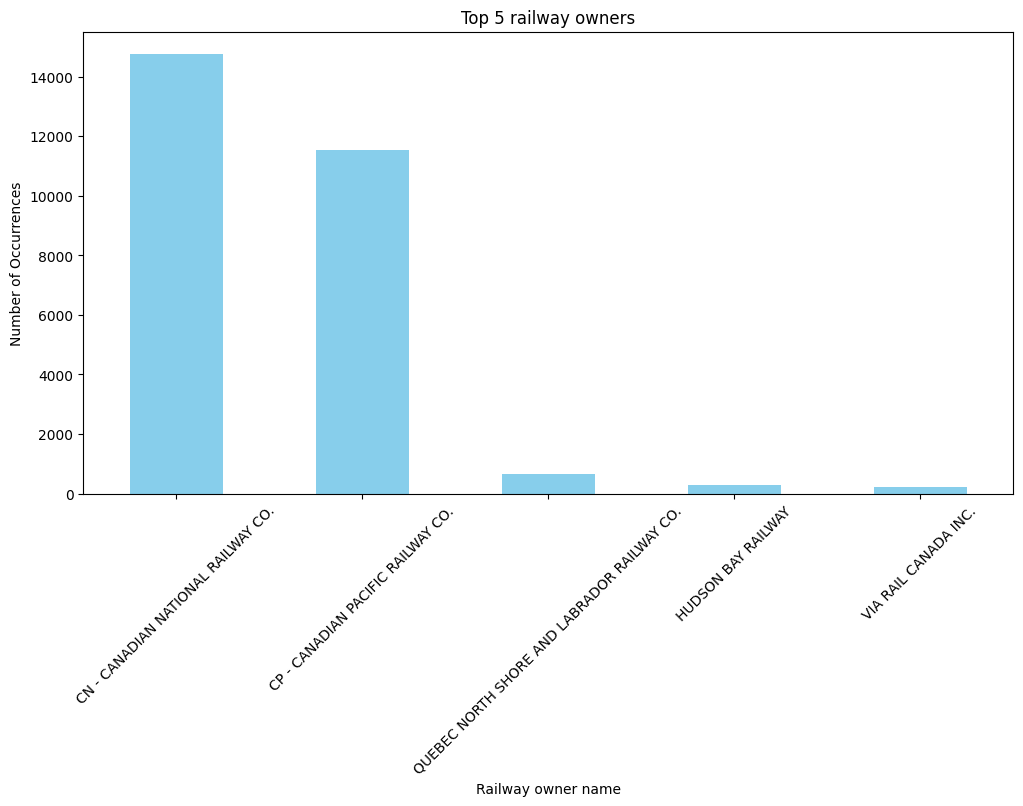 Top 5 railway owners
Number of Occurrences
14000
12000
10000
8000
6000
4000
2000
0
CN - CANADIAN NATIONAL RAILWAY CO.
CP - CANADIAN PACIFIC RAILWAY CO.
QUEBEC NORTH SHORE AND LABRADOR RAILWAY CO.
HUDSON BAY RAILWAY
VIA RAIL CANADA INC.
Railway owner name